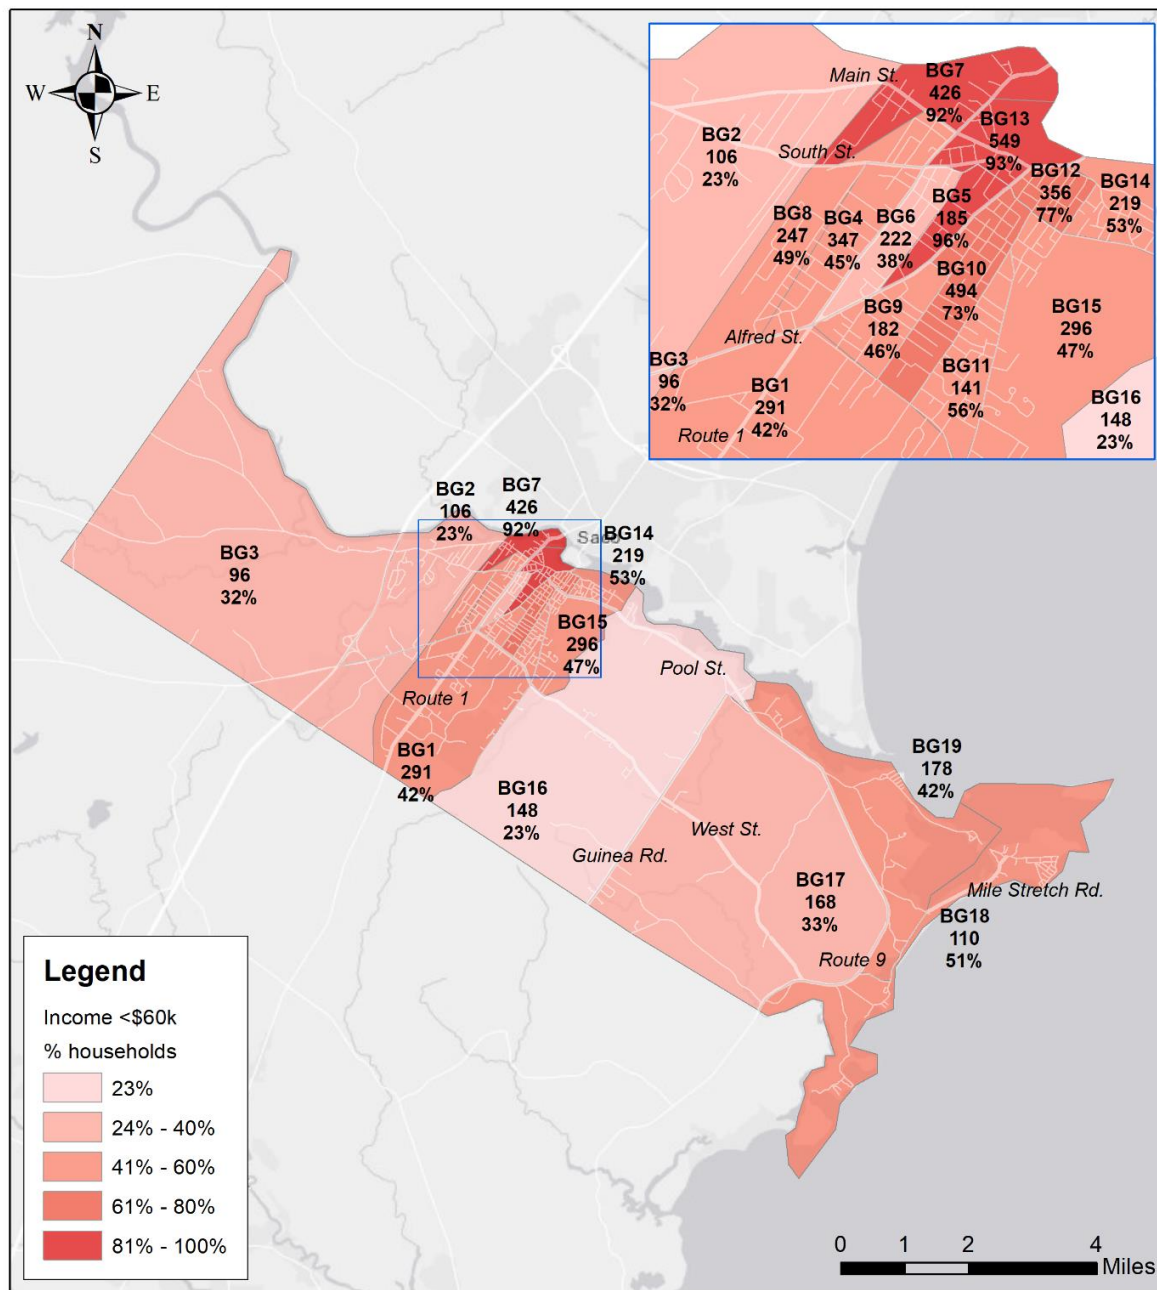 N
W
E
S
Main St.
BG7
426
92%
BG13
549
93%
BG2
106
23%
South St.
BG12
356
77%
BG14
219
53%
BG8
247
49%
BG4
347
45%
BG6
222
38%
BG5
185
96%
BG10
494
73%
BG9
182
46%
BG15
296
47%
Alfred St.
BG3
96
32%
BG1
291
42%
BG11
141
56%
BG16
148
23%
Route 1
BG2
106
23%
BG7
426
92%
Saco
BG14
219
53%
BG3
96
32%
BG15
296
47%
Pool St.
Route 1
BG1
291
42%
BG19
178
42%
BG16
148
23%
West St.
Guinea Rd.
BG17
168
33%
Mile Stretch Rd.
BG18
110
51%
Route 9
Legend
Income <$60k
% households
23%
24% - 40%
41% - 60%
61% - 80%
81% - 100%
0 1 2 4
Miles